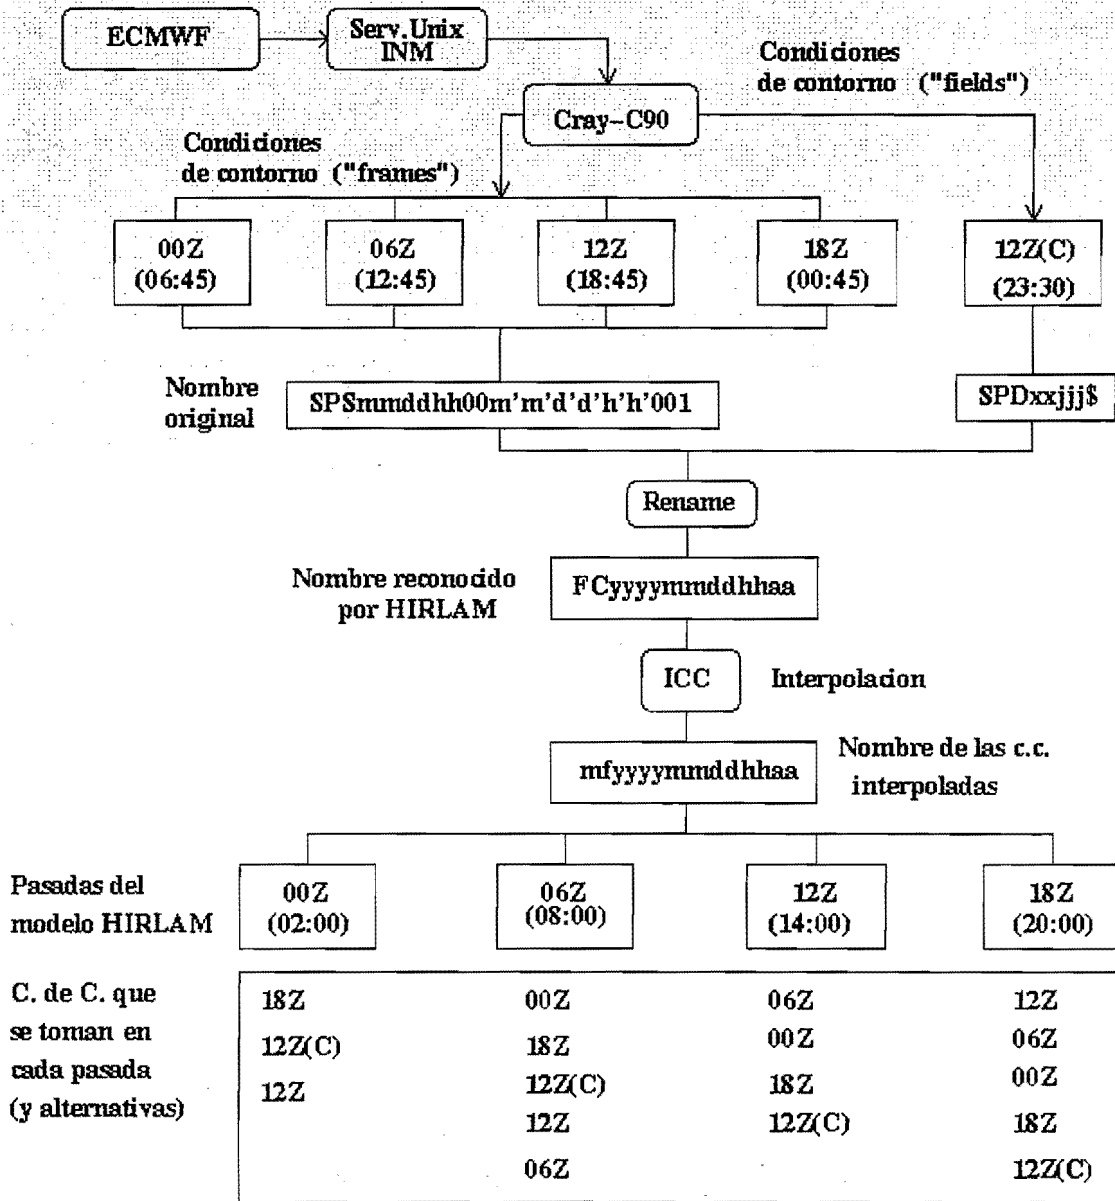 ECMWF
Serv.Unix
INM
Condiciones
de contorno ("fields")
Cray-C90
Condiciones
de contorno ("frames")
00Z
(06:45)
06Z
(12:45)
12Z
(18:45)
18Z
(00:45)
12Z(C)
(23:30)
Nombre
original
SPSmmddhh00m'm'd'd'h'h'001
SPDxxjjj$
Rename
Nombre reconocido
por HIRLAM
FCyyyymmddhhaa
ICC
Interpolacion
mfyyyymmddhhaa
Nombre de las c.c.
interpoladas
Pasadas del
modelo HIRLAM
00Z
(02:00)
06Z
(08:00)
12Z
(14:00)
18Z
(20:00)
C. de C. que
se toman en
cada pasada
(y alternativas)
18Z
12Z(C)
12Z
00Z
18Z
12Z(C)
12Z
06Z
06Z
00Z
18Z
12Z(C)
12Z
06Z
00Z
18Z
12Z(C)